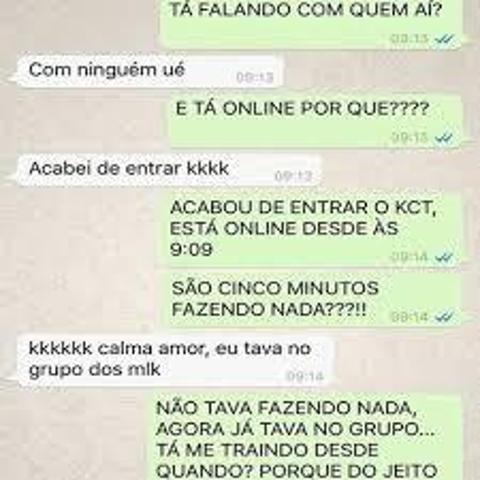 TÁ FALANDO COM QUEM AÍ?
09:13
Com ninguém ué
09:13
E TÁ ONLINE POR QUE????
09:13
Acabei de entrar kkkk
09:13
ACABOU DE ENTRAR O KCT,
ESTÁ ONLINE DESDE ÀS
9:09
09:14
SÃO CINCO MINUTOS
FAZENDO NADA???!!
09:14
kkkkkk calma amor, eu tava no
grupo dos mlk
09:14
NÃO TAVA FAZENDO NADA,
AGORA JÁ TAVA NO GRUPO...
TÁ ME TRAINDO DESDE
QUANDO? PORQUE DO JEITO